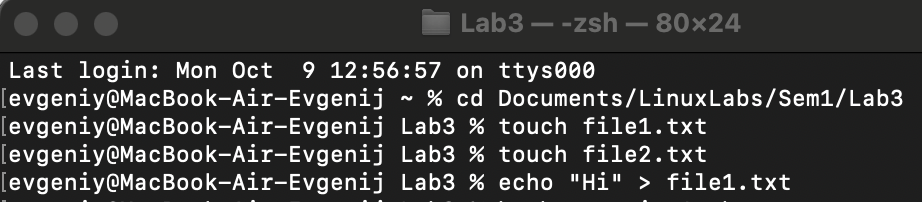 Lab3 — -zsh — 80×24
Last login: Mon Oct  9 12:56:57 on ttys000
[evgeniy@MacBook-Air-Evgenij ~ % cd Documents/LinuxLabs/Sem1/Lab3
[evgeniy@MacBook-Air-Evgenij Lab3 % touch file1.txt
[evgeniy@MacBook-Air-Evgenij Lab3 % touch file2.txt
[evgeniy@MacBook-Air-Evgenij Lab3 % echo "Hi" > file1.txt